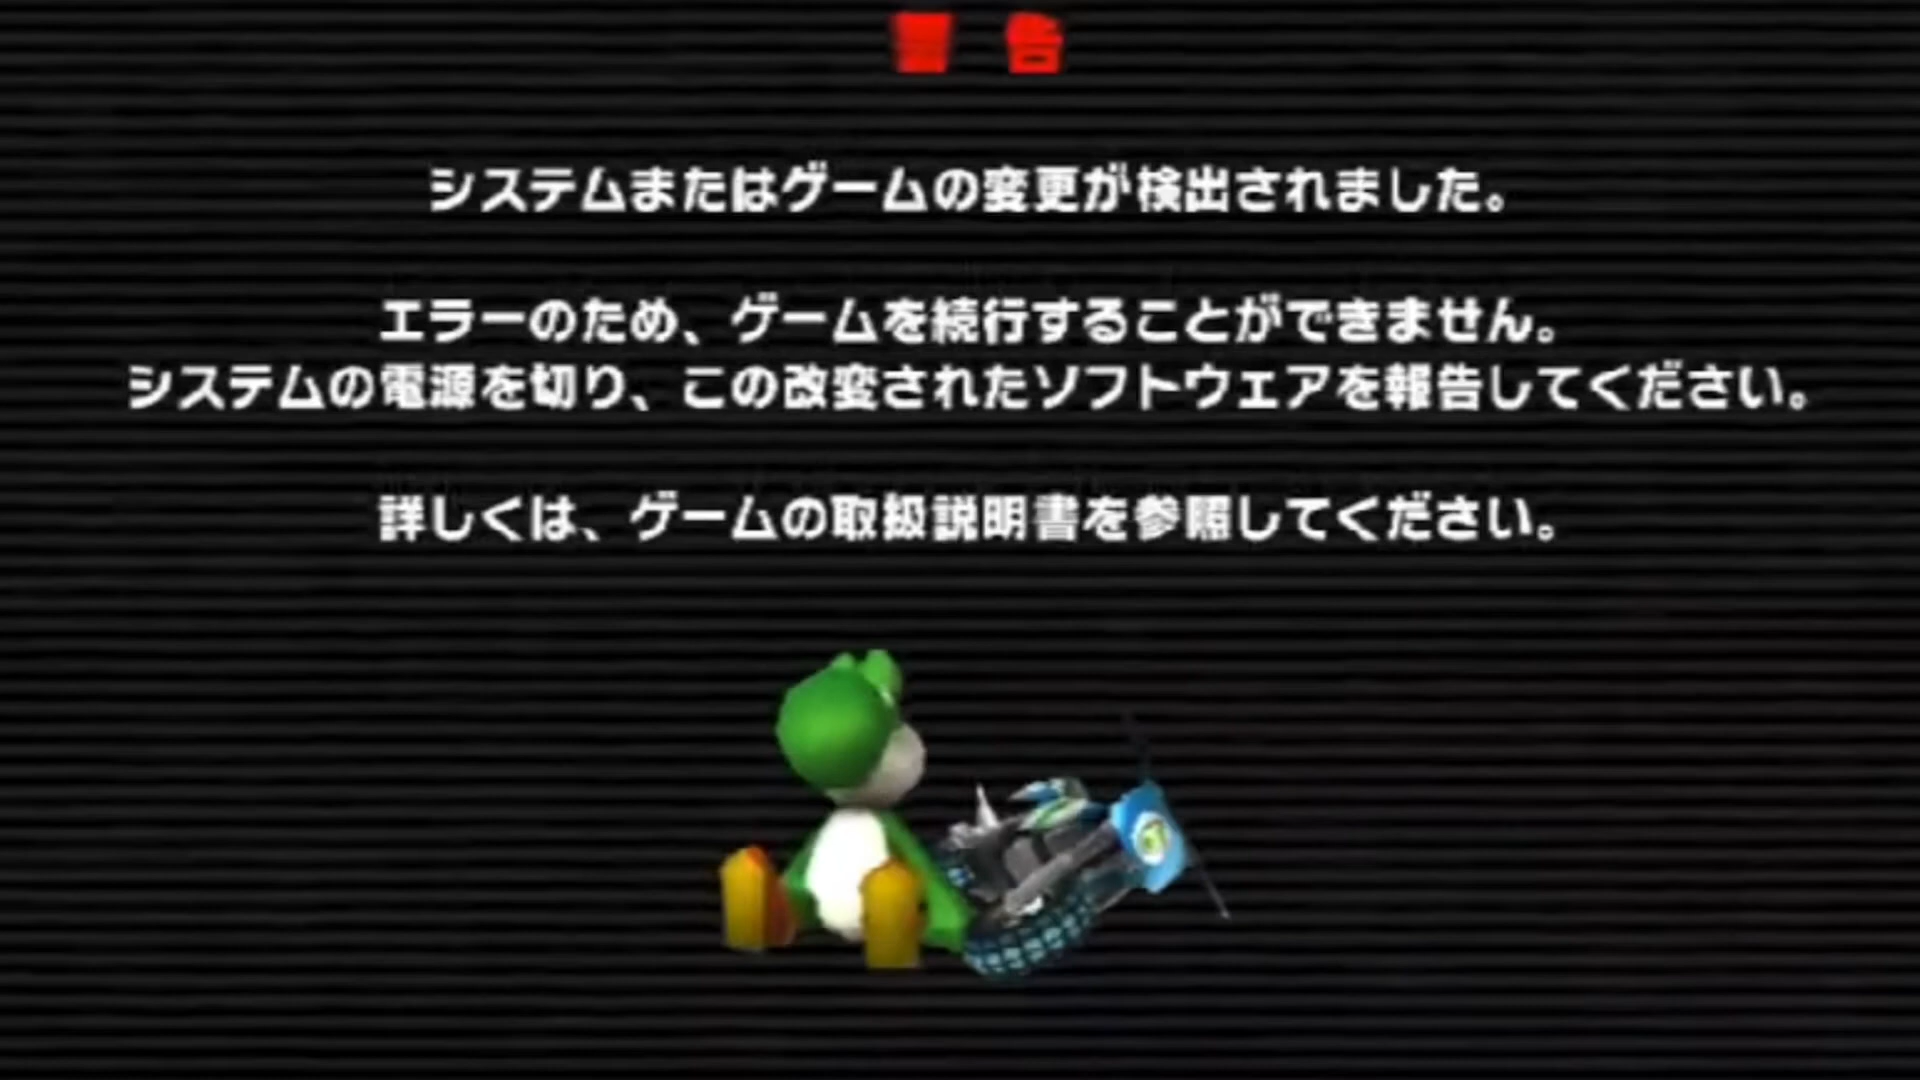 警告
システムまたはゲームの変更が検出されました。
エラーのため、ゲームを続行することができません。
システムの電源を切り、この改変されたソフトウェアを報告してください。
詳しくは、ゲームの取扱説明書を参照してください。